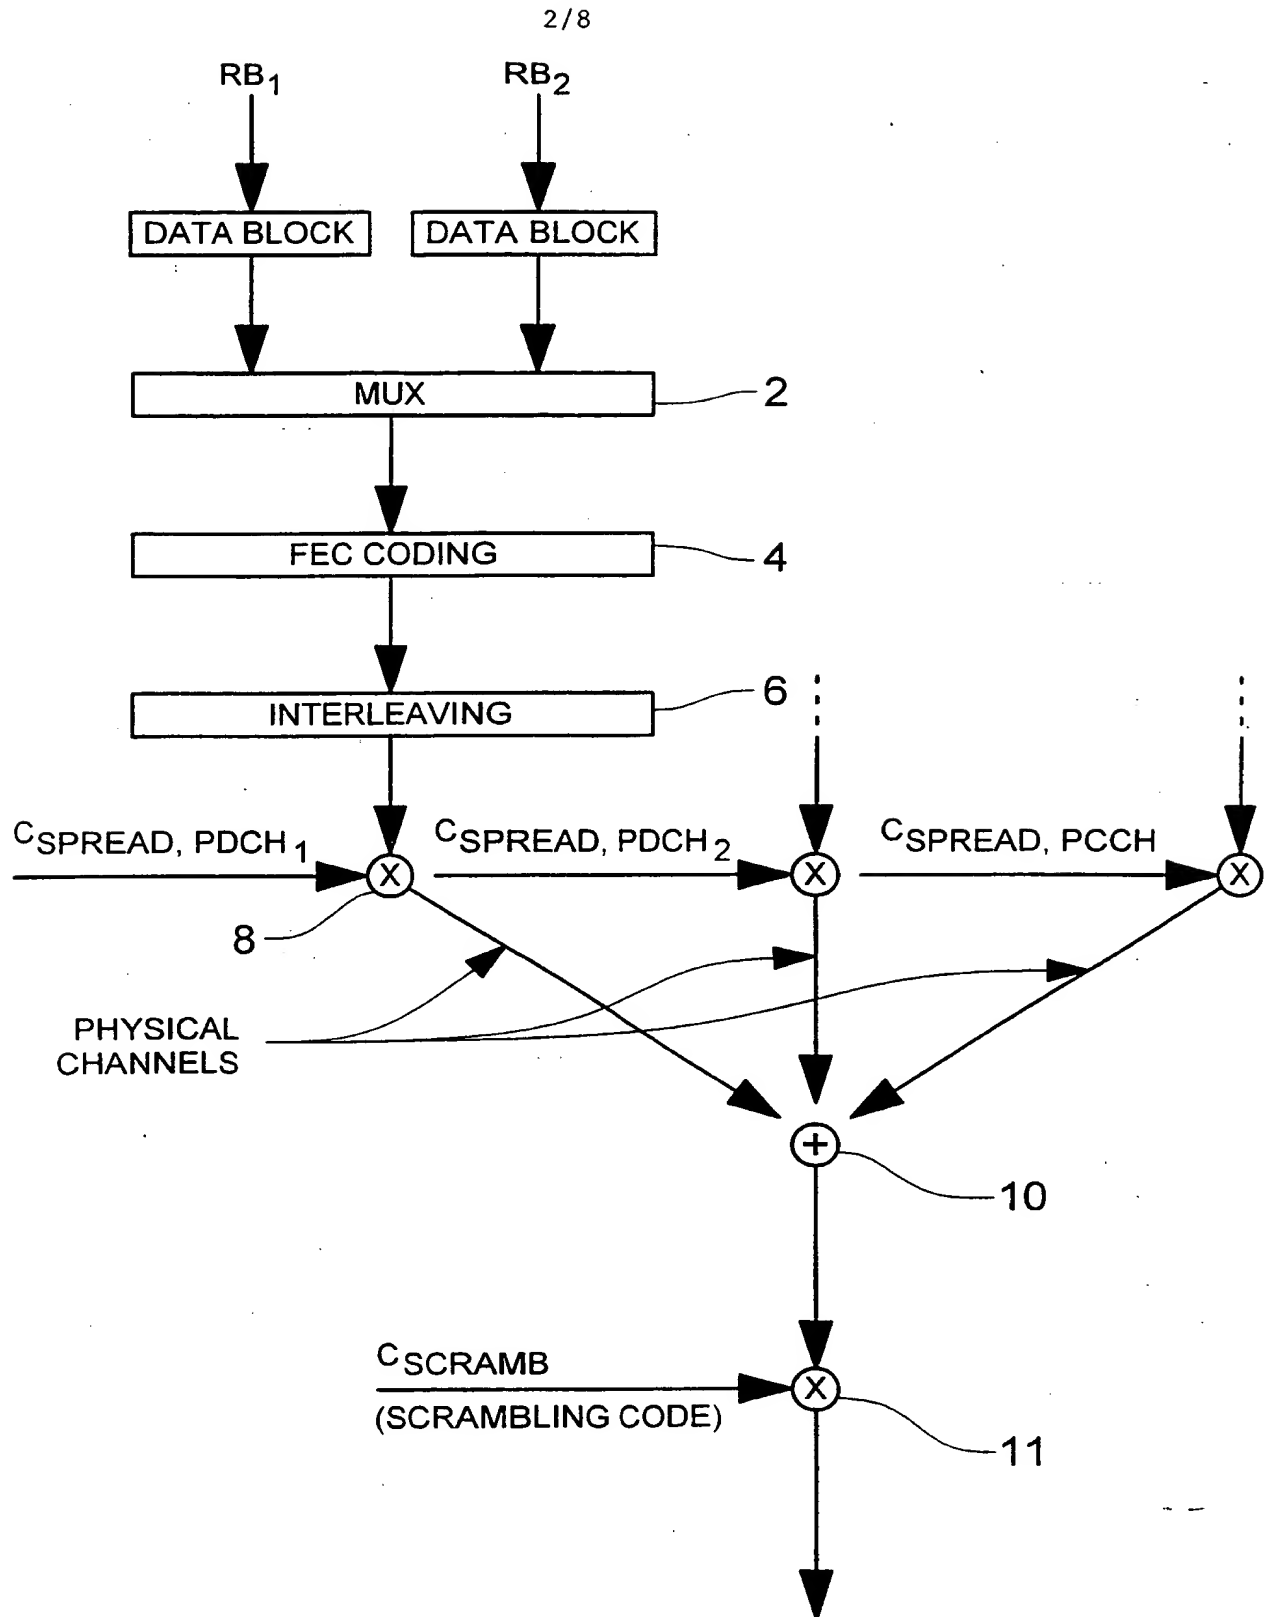 2/8
RB1 RB2
DATA BLOCK DATA BLOCK
MUX 2
FEC CODING 4
INTERLEAVING 6
CSPREAD, PDCH1 CSPREAD, PDCH2 CSPREAD, PCCH
X X X
8
PHYSICAL
CHANNELS
+
10
CSCRAMB
X
(SCRAMBLING CODE)
11